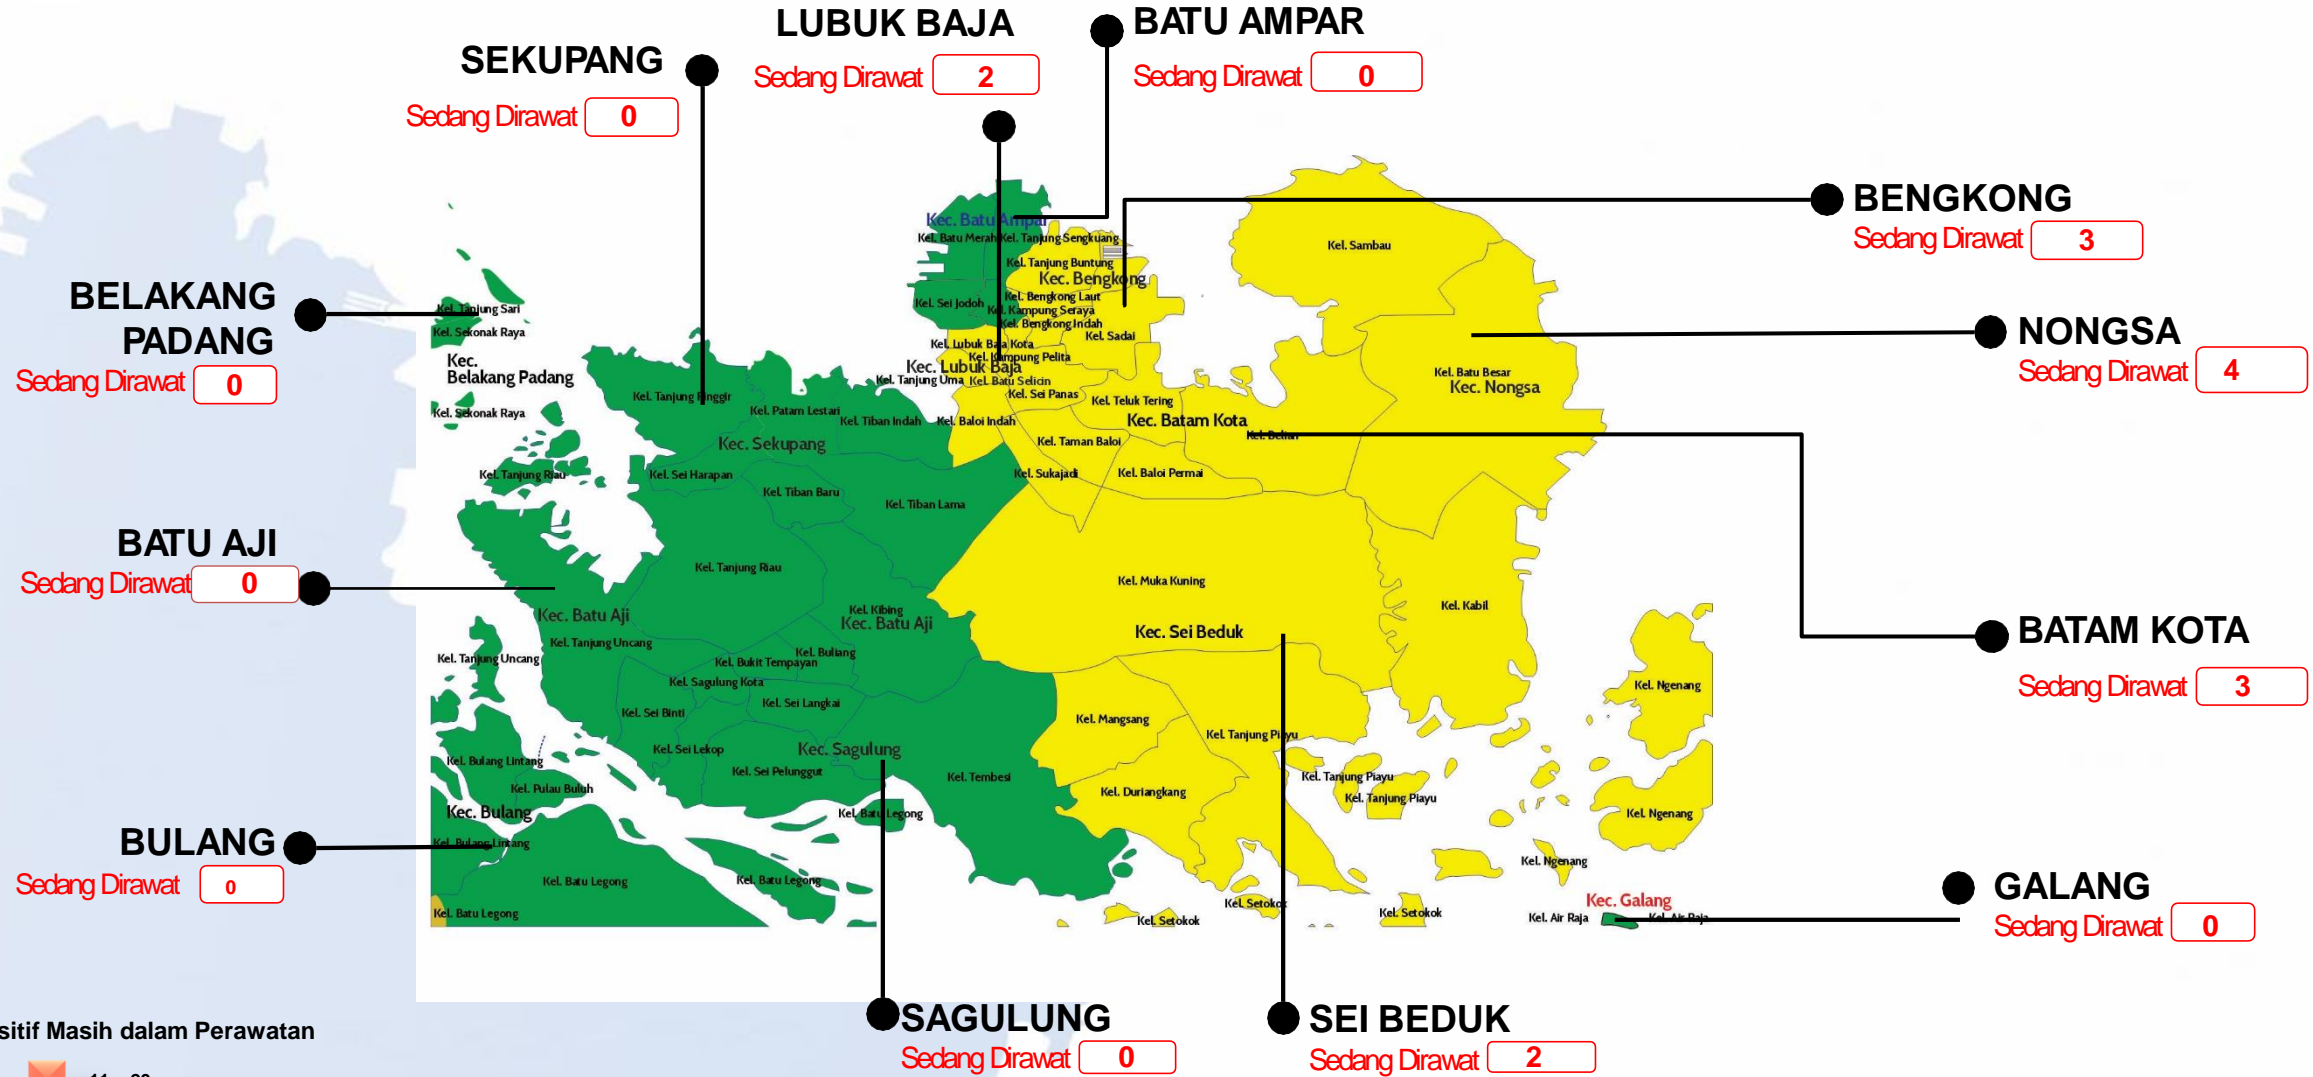 LUBUK BAJA
Sedang Dirawat 2
BATU AMPAR
Sedang Dirawat 0
SEKUPANG
Sedang Dirawat 0
BENGKONG
Sedang Dirawat 3
BELAKANG
PADANG
Sedang Dirawat 0
NONGSA
Sedang Dirawat 4
BATU AJI
Sedang Dirawat 0
BATAM KOTA
Sedang Dirawat 3
BULANG
Sedang Dirawat 0
GALANG
Sedang Dirawat 0
SAGULUNG
Sedang Dirawat 0
SEI BEDUK
Sedang Dirawat 2
Kec. Batu Ampar
Kel. Batu Merah
Kel. Tanjung Sengkuang
Kel. Tanjung Buntung
Kec. Bengkong
Kel. Sei Jodoh
Kel. Bengkong Laut
Kel. Kampung Seraya
Kel. Bengkong Indah
Kel. Sadai
Kel. Lubuk Baja Kota
Kel. Kampung Pelita
Kec. Lubuk Baja
Kel. Tanjung Uma
Kel. Batu Selicin
Kel. Sei Panas
Kel. Teluk Tering
Kel. Baloi Indah
Kec. Batam Kota
Kel. Belian
Kel. Taman Baloi
Kel. Sukajadi
Kel. Baloi Permai
Kel. Sambau
Kel. Batu Besar
Kec. Nongsa
Kel. Kabil
Kel. Ngenang
Kel. Ngenang
Kel. Ngenang
Kel. Tanjung Sari
Kel. Sekonak Raya
Kec.
Belakang Padang
Kel. Sekonak Raya
Kel. Tanjung Riau
Kel. Tanjung Pinggir
Kel. Patam Lestari
Kel. Tiban Indah
Kec. Sekupang
Kel. Sei Harapan
Kel. Tiban Baru
Kel. Tiban Lama
Kel. Tanjung Riau
Kec. Batu Aji
Kel. Tanjung Uncang
Kel. Tanjung Uncang
Kel. Kibing
Kec. Batu Aji
Kel. Buliang
Kel. Bukit Tempayan
Kel. Sagulung Kota
Kel. Sei Langkai
Kel. Sei Binti
Kel. Sei Lekop
Kec. Sagulung
Kel. Sei Pelunggut
Kel. Tembesi
Kel. Muka Kuning
Kec. Sei Beduk
Kel. Mangsang
Kel. Tanjung Piayu
Kel. Duriangkang
Kel. Tanjung Piayu
Kel. Tanjung Piayu
Kel. Bulang Lintang
Kel. Pulau Buluh
Kec. Bulang
Kel. Bulang Lintang
Kel. Batu Legong
Kel. Batu Legong
Kel. Batu Legong
Kel. Batu Legong
Kel. Setokok
Kel. Setokok
Kel. Setokok
Kec. Galang
Kel. Air Raja
Kel. Air Raja
sitif Masih dalam Perawatan